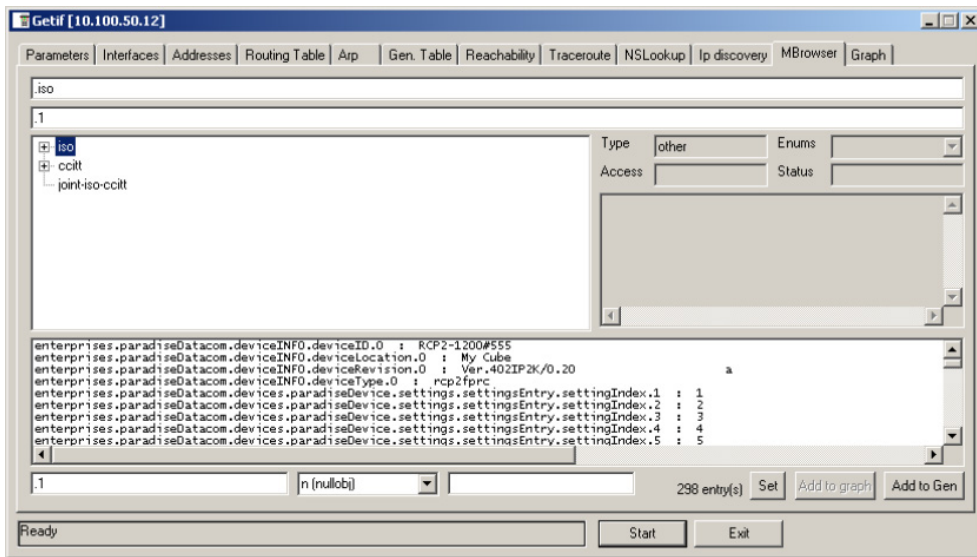 Getif [10.100.50.12]
Parameters Interfaces Addresses Routing Table Arp Gen. Table Reachability Traceroute NSLookup Ip discovery MBrowser Graph
.iso
.1
iso
ccitt
joint-iso-ccitt
Type other Enums
Access Status
enterprises.paradiseDatacom.deviceINFO.deviceID.0 : RCP2-1200#555
enterprises.paradiseDatacom.deviceINFO.deviceLocation.0 : My Cube
enterprises.paradiseDatacom.deviceINFO.deviceRevision.0 : Ver.402IP2K/0.20 a
enterprises.paradiseDatacom.deviceINFO.deviceType.0 : rcp2fprc
enterprises.paradiseDatacom.devices.paradiseDevice.settings.settingsEntry.settingIndex.1 : 1
enterprises.paradiseDatacom.devices.paradiseDevice.settings.settingsEntry.settingIndex.2 : 2
enterprises.paradiseDatacom.devices.paradiseDevice.settings.settingsEntry.settingIndex.3 : 3
enterprises.paradiseDatacom.devices.paradiseDevice.settings.settingsEntry.settingIndex.4 : 4
enterprises.paradiseDatacom.devices.paradiseDevice.settings.settingsEntry.settingIndex.5 : 5
.1 n (nullobj) 298 entry(s) Set Add to graph Add to Gen
Ready Start Exit